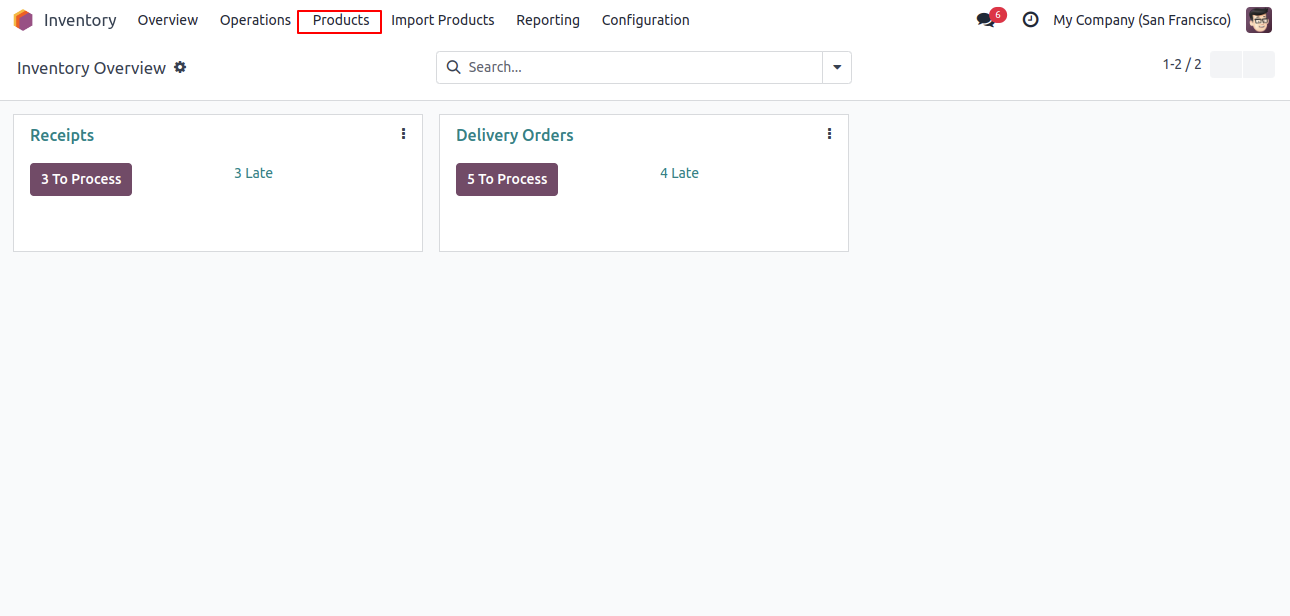 Inventory Overview Operations Products Import Products Reporting Configuration 6 My Company (San Francisco)
Inventory Overview Search... 1-2 / 2
Receipts
3 To Process 3 Late
Delivery Orders
5 To Process 4 Late